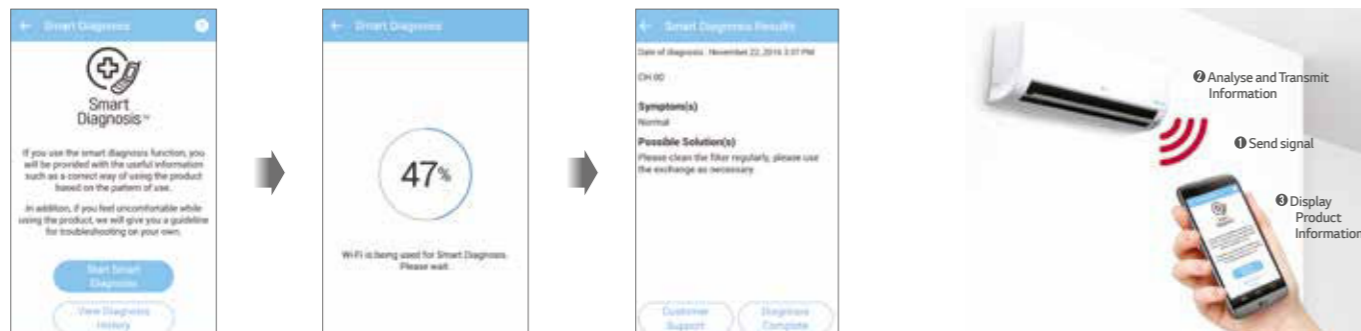 Smart Diagnosis
Smart
Diagnosis™
If you use the smart diagnosis function, you
will be provided with the useful information
such as a correct way of using the product
based on the pattern of use.
In addition, if you feel uncomfortable while
using the product, we will give you a guideline
for troubleshooting on your own.
Start Smart
Diagnosis
View Diagnosis
History
Smart Diagnosis
47%
Wi-Fi is being used for Smart Diagnosis.
Please wait.
Smart Diagnosis Results
Date of diagnosis : November 22, 2016 3:01 PM
CH 00
Symptom(s)
Normal
Possible Solution(s)
Please clean the filter regularly, please use
the exchange as necessary
Customer
Support
Diagnosis
Complete
❷ Analyse and Transmit
Information
❶ Send signal
❸ Display
Product
Information